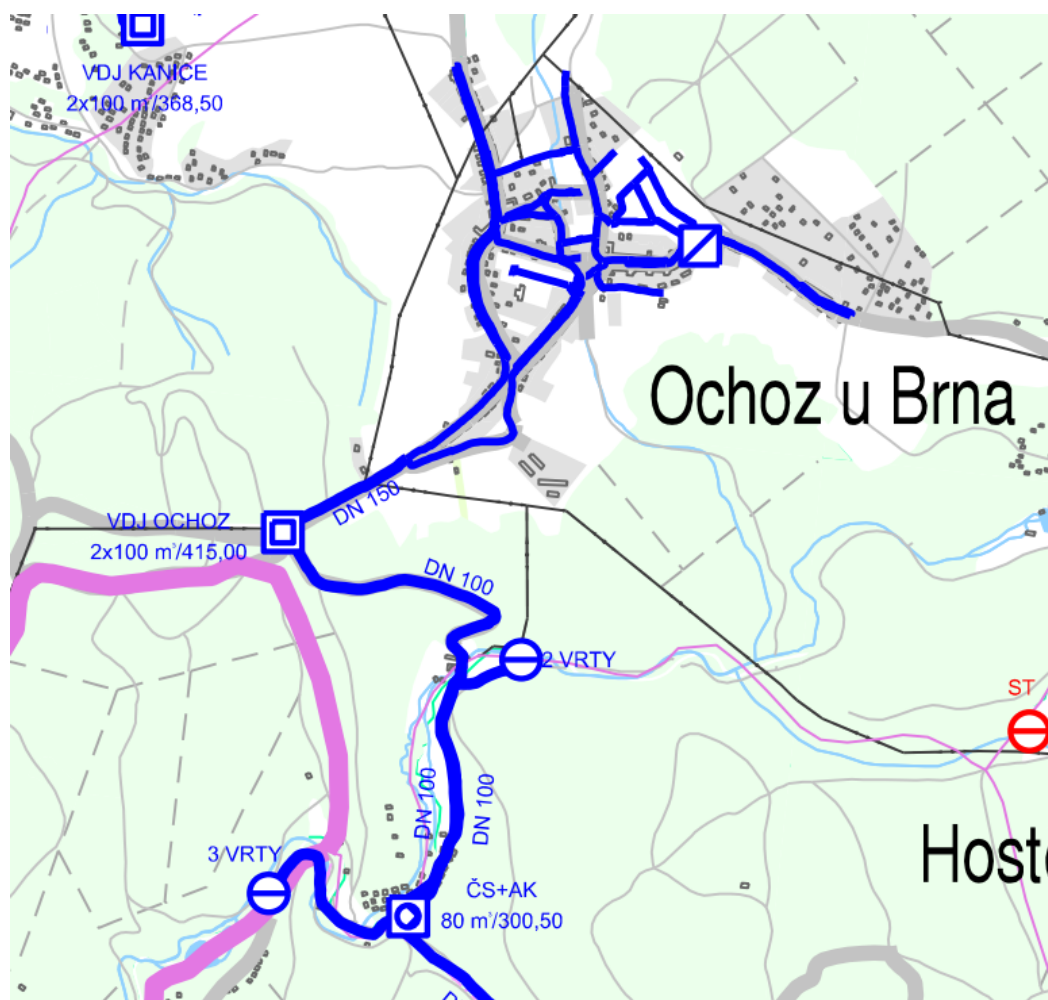 VDJ KANICE
2x100 m³/368,50
Ochoz u Brna
DN 150
VDJ OCHOZ
2x100 m³/415,00
DN 100
2 VRTY
ST
DN 100
DN 100
3 VRTY
ČS+AK
80 m³/300,50